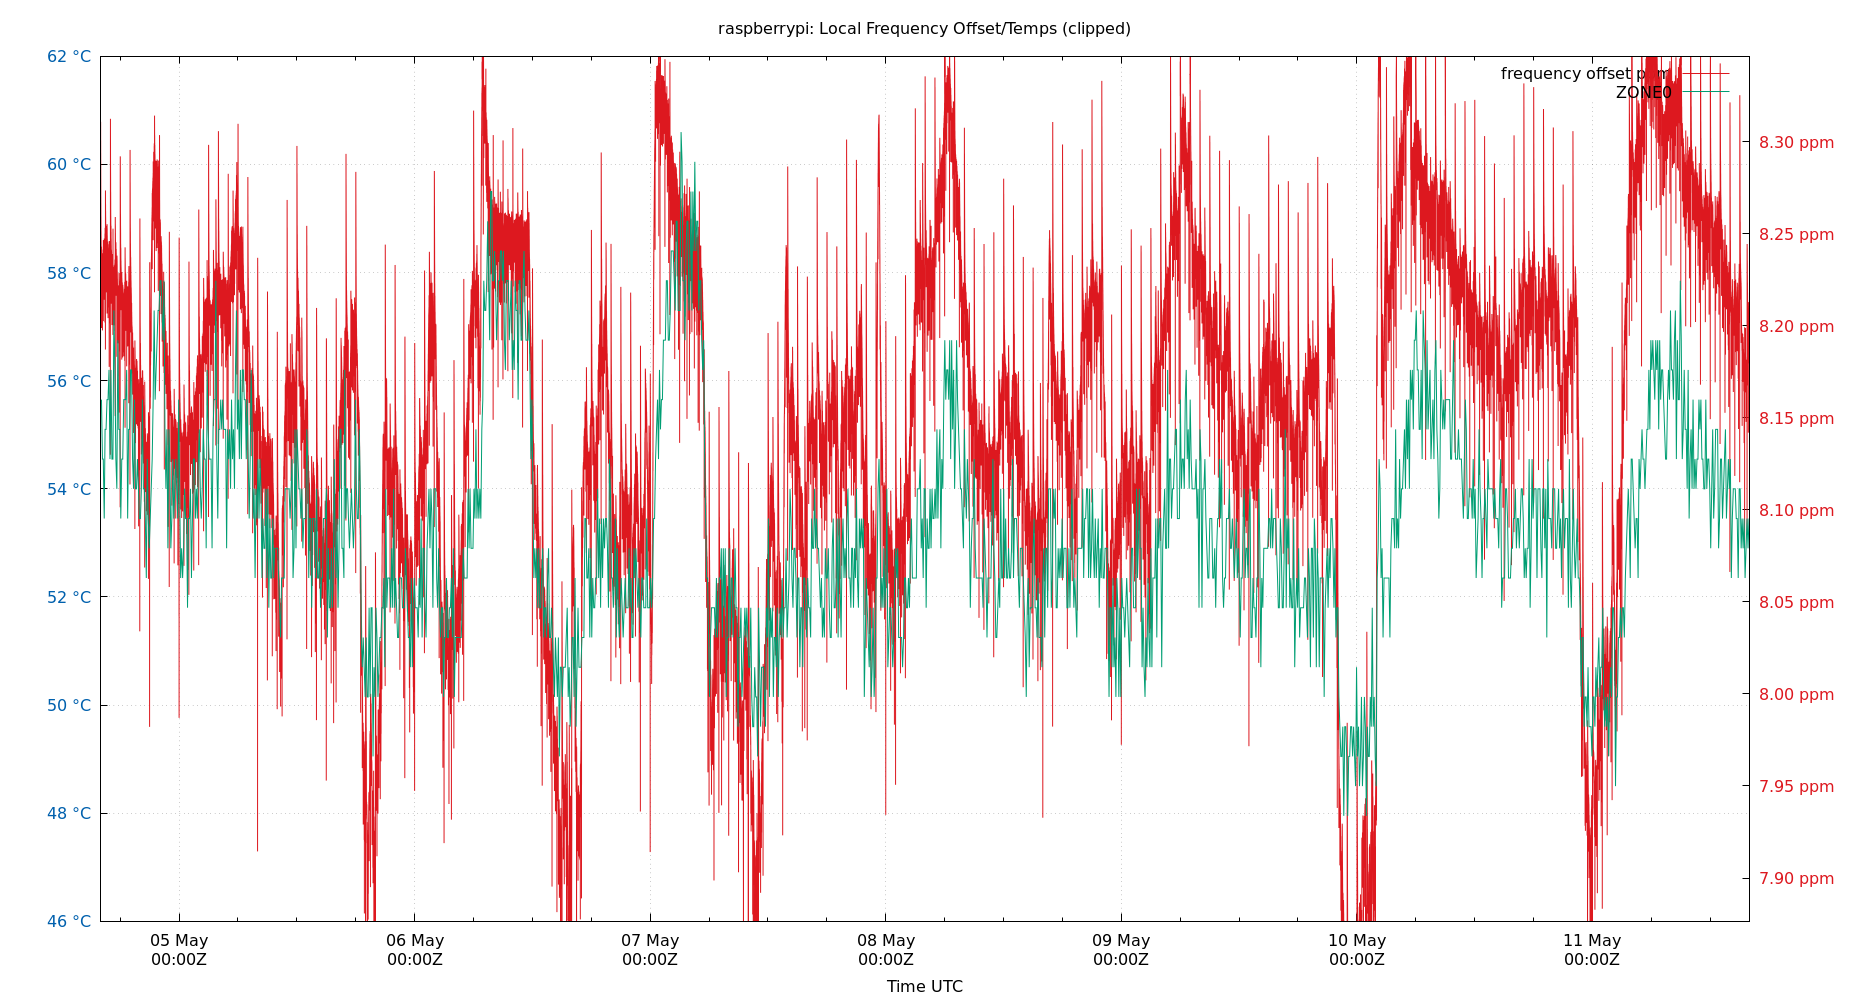 raspberrypi: Local Frequency Offset/Temps (clipped)
62 °C
60 °C
58 °C
56 °C
54 °C
52 °C
50 °C
48 °C
46 °C
frequency offset ppm
ZONE0
8.30 ppm
8.25 ppm
8.20 ppm
8.15 ppm
8.10 ppm
8.05 ppm
8.00 ppm
7.95 ppm
7.90 ppm
05 May
00:00Z
06 May
00:00Z
07 May
00:00Z
08 May
00:00Z
09 May
00:00Z
10 May
00:00Z
11 May
00:00Z
Time UTC